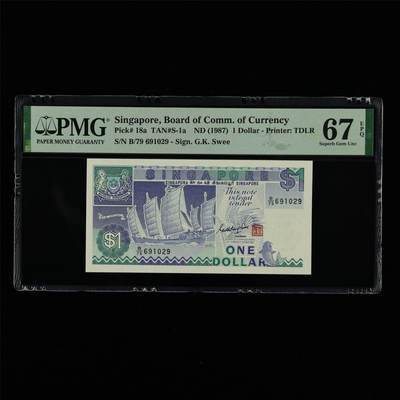 PMG
PAPER MONEY GUARANTY
Singapore, Board of Comm. of Currency
Pick# 18a TAN#S-1a ND (1987) 1 Dollar - Printer: TDLR
S/N B/79 691029 - Sign. G.K. Swee
67 EPQ
Superb Gem Unc
SINGAPORE
$1
This note
is legal
tender
B/79 691029
$1
B/79 691029
ONE
DOLLAR